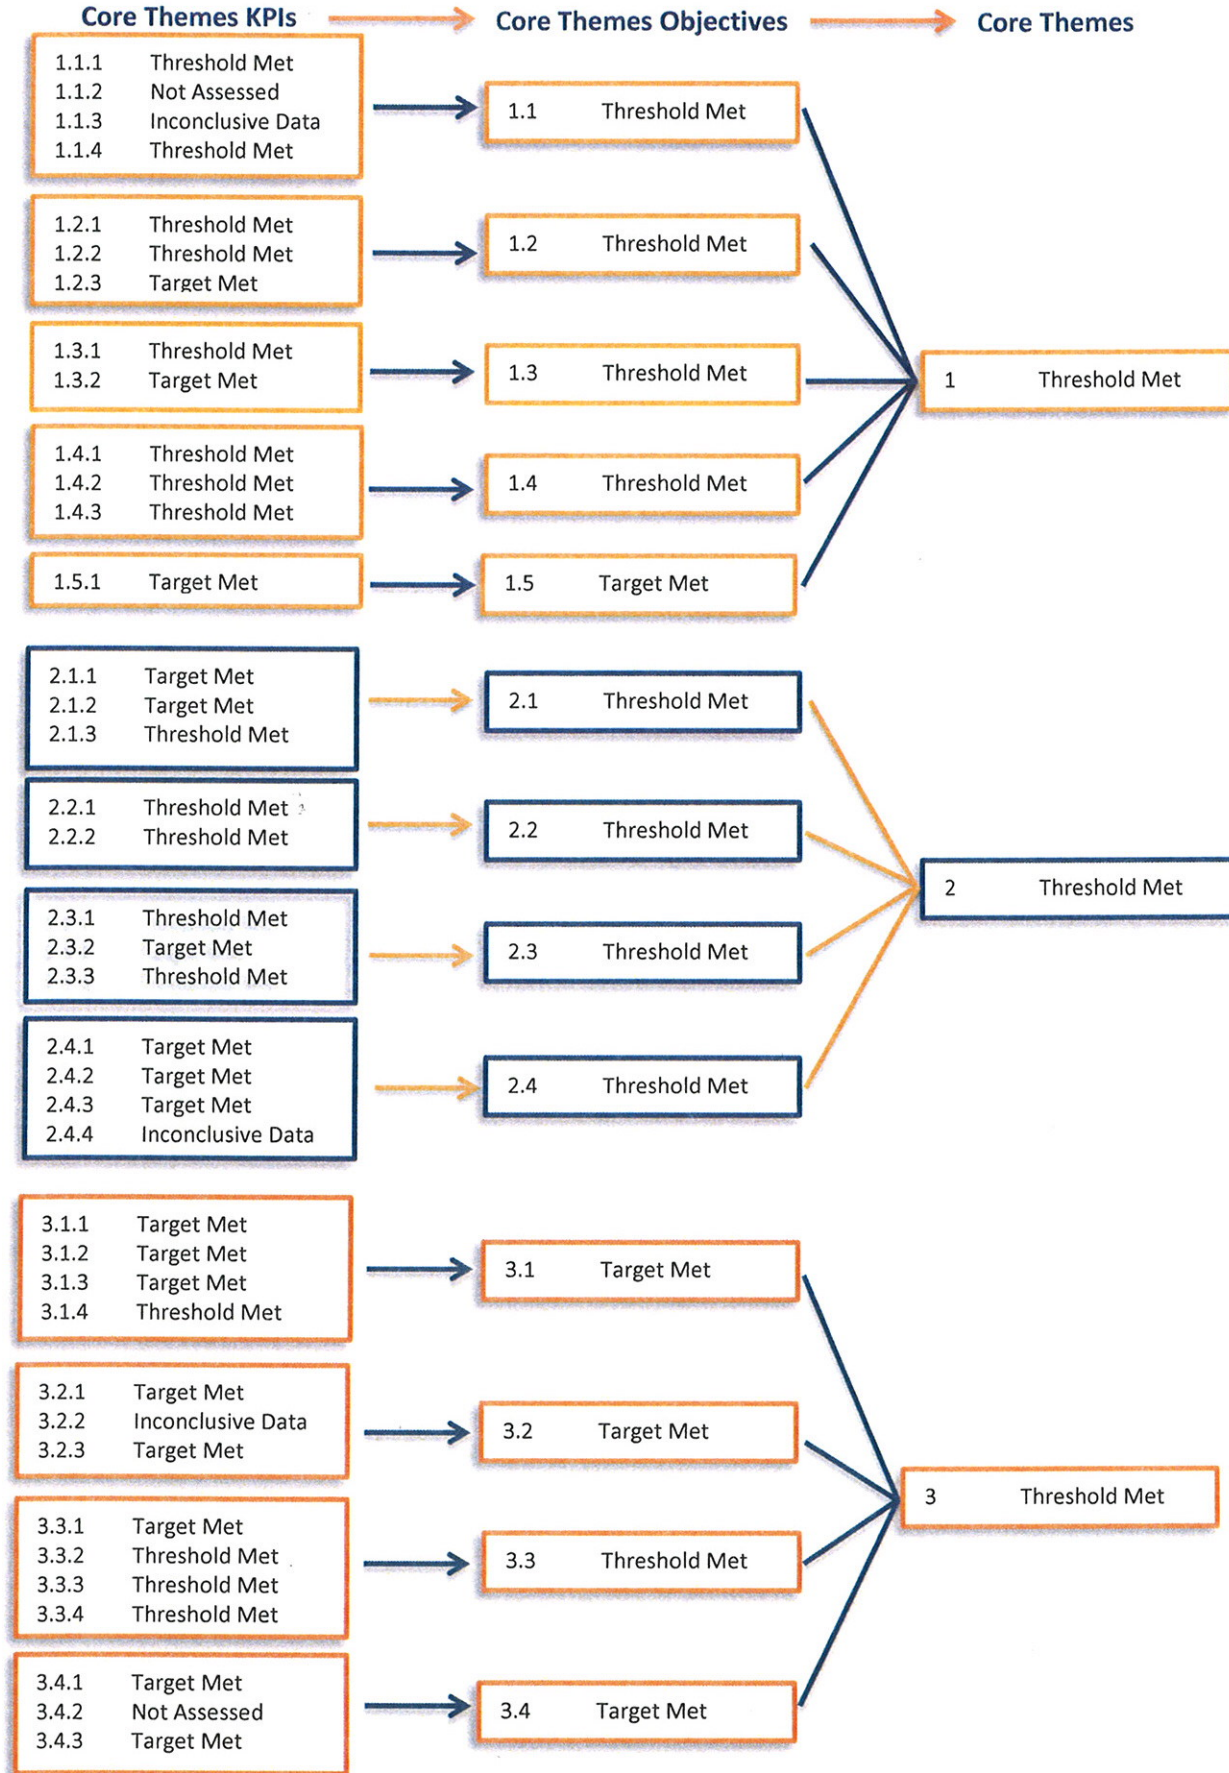 Core Themes KPIs Core Themes Objectives Core Themes
1.1.1 Threshold Met
1.1.2 Not Assessed
1.1.3 Inconclusive Data
1.1.4 Threshold Met
1.1 Threshold Met
1.2.1 Threshold Met
1.2.2 Threshold Met
1.2.3 Target Met
1.2 Threshold Met
1.3.1 Threshold Met
1.3.2 Target Met
1.3 Threshold Met
1.4.1 Threshold Met
1.4.2 Threshold Met
1.4.3 Threshold Met
1.4 Threshold Met
1.5.1 Target Met
1.5 Target Met
1 Threshold Met
2.1.1 Target Met
2.1.2 Target Met
2.1.3 Threshold Met
2.1 Threshold Met
2.2.1 Threshold Met
2.2.2 Threshold Met
2.2 Threshold Met
2.3.1 Threshold Met
2.3.2 Target Met
2.3.3 Threshold Met
2.3 Threshold Met
2.4.1 Target Met
2.4.2 Target Met
2.4.3 Target Met
2.4.4 Inconclusive Data
2.4 Threshold Met
2 Threshold Met
3.1.1 Target Met
3.1.2 Target Met
3.1.3 Target Met
3.1.4 Threshold Met
3.1 Target Met
3.2.1 Target Met
3.2.2 Inconclusive Data
3.2.3 Target Met
3.2 Target Met
3.3.1 Target Met
3.3.2 Threshold Met
3.3.3 Threshold Met
3.3.4 Threshold Met
3.3 Threshold Met
3.4.1 Target Met
3.4.2 Not Assessed
3.4.3 Target Met
3.4 Target Met
3 Threshold Met